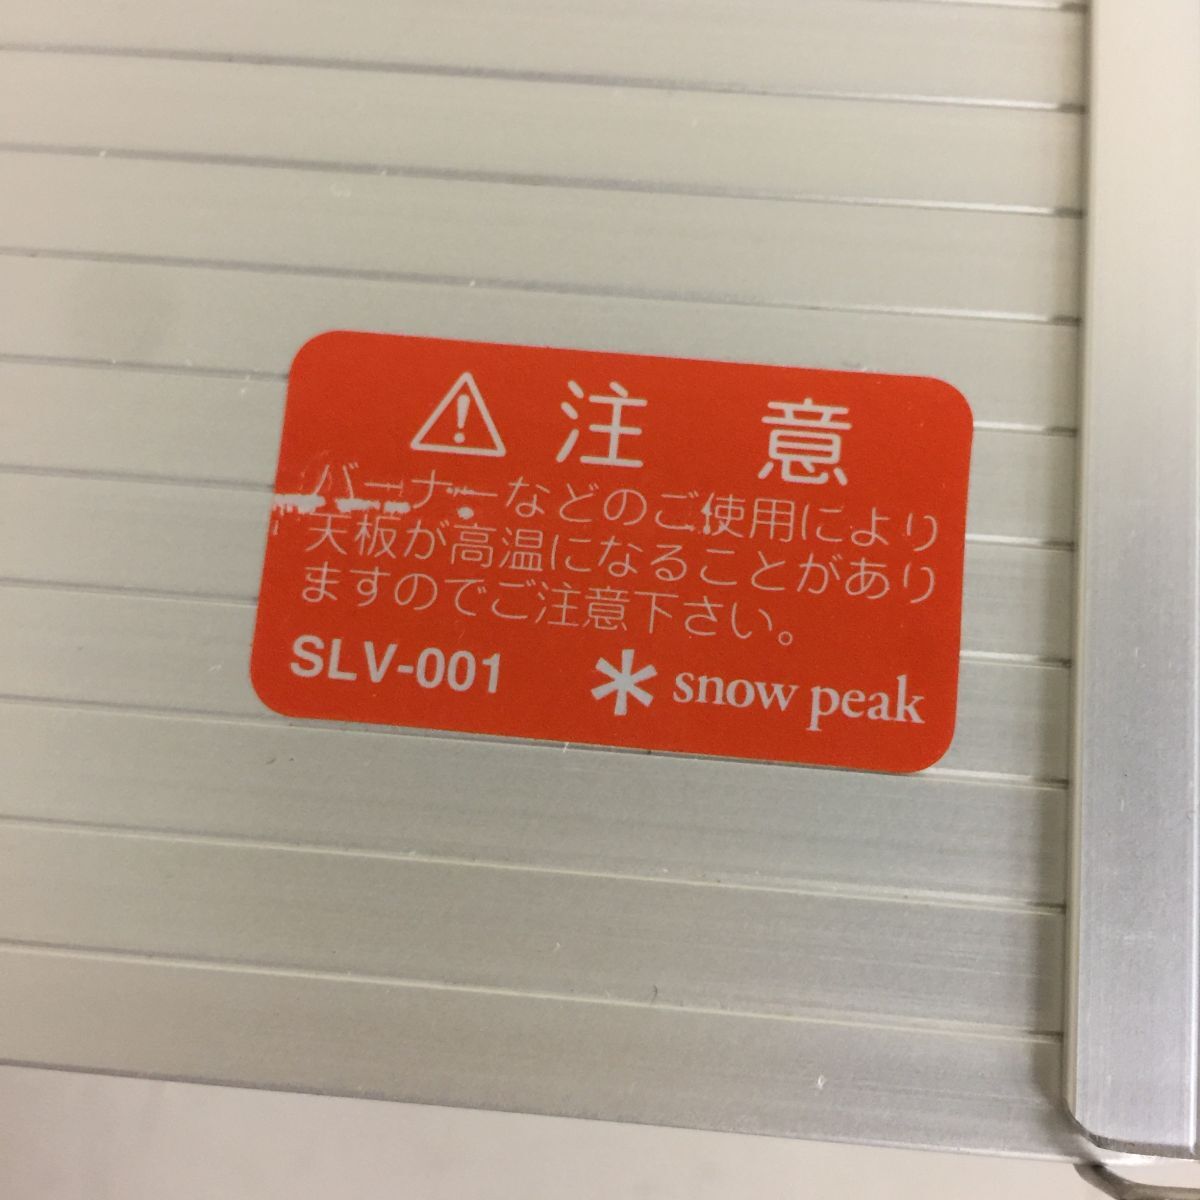 注意
バーナーなどのご使用により
天板が高温になることがあり
ますのでご注意下さい。
SLV-001 snow peak